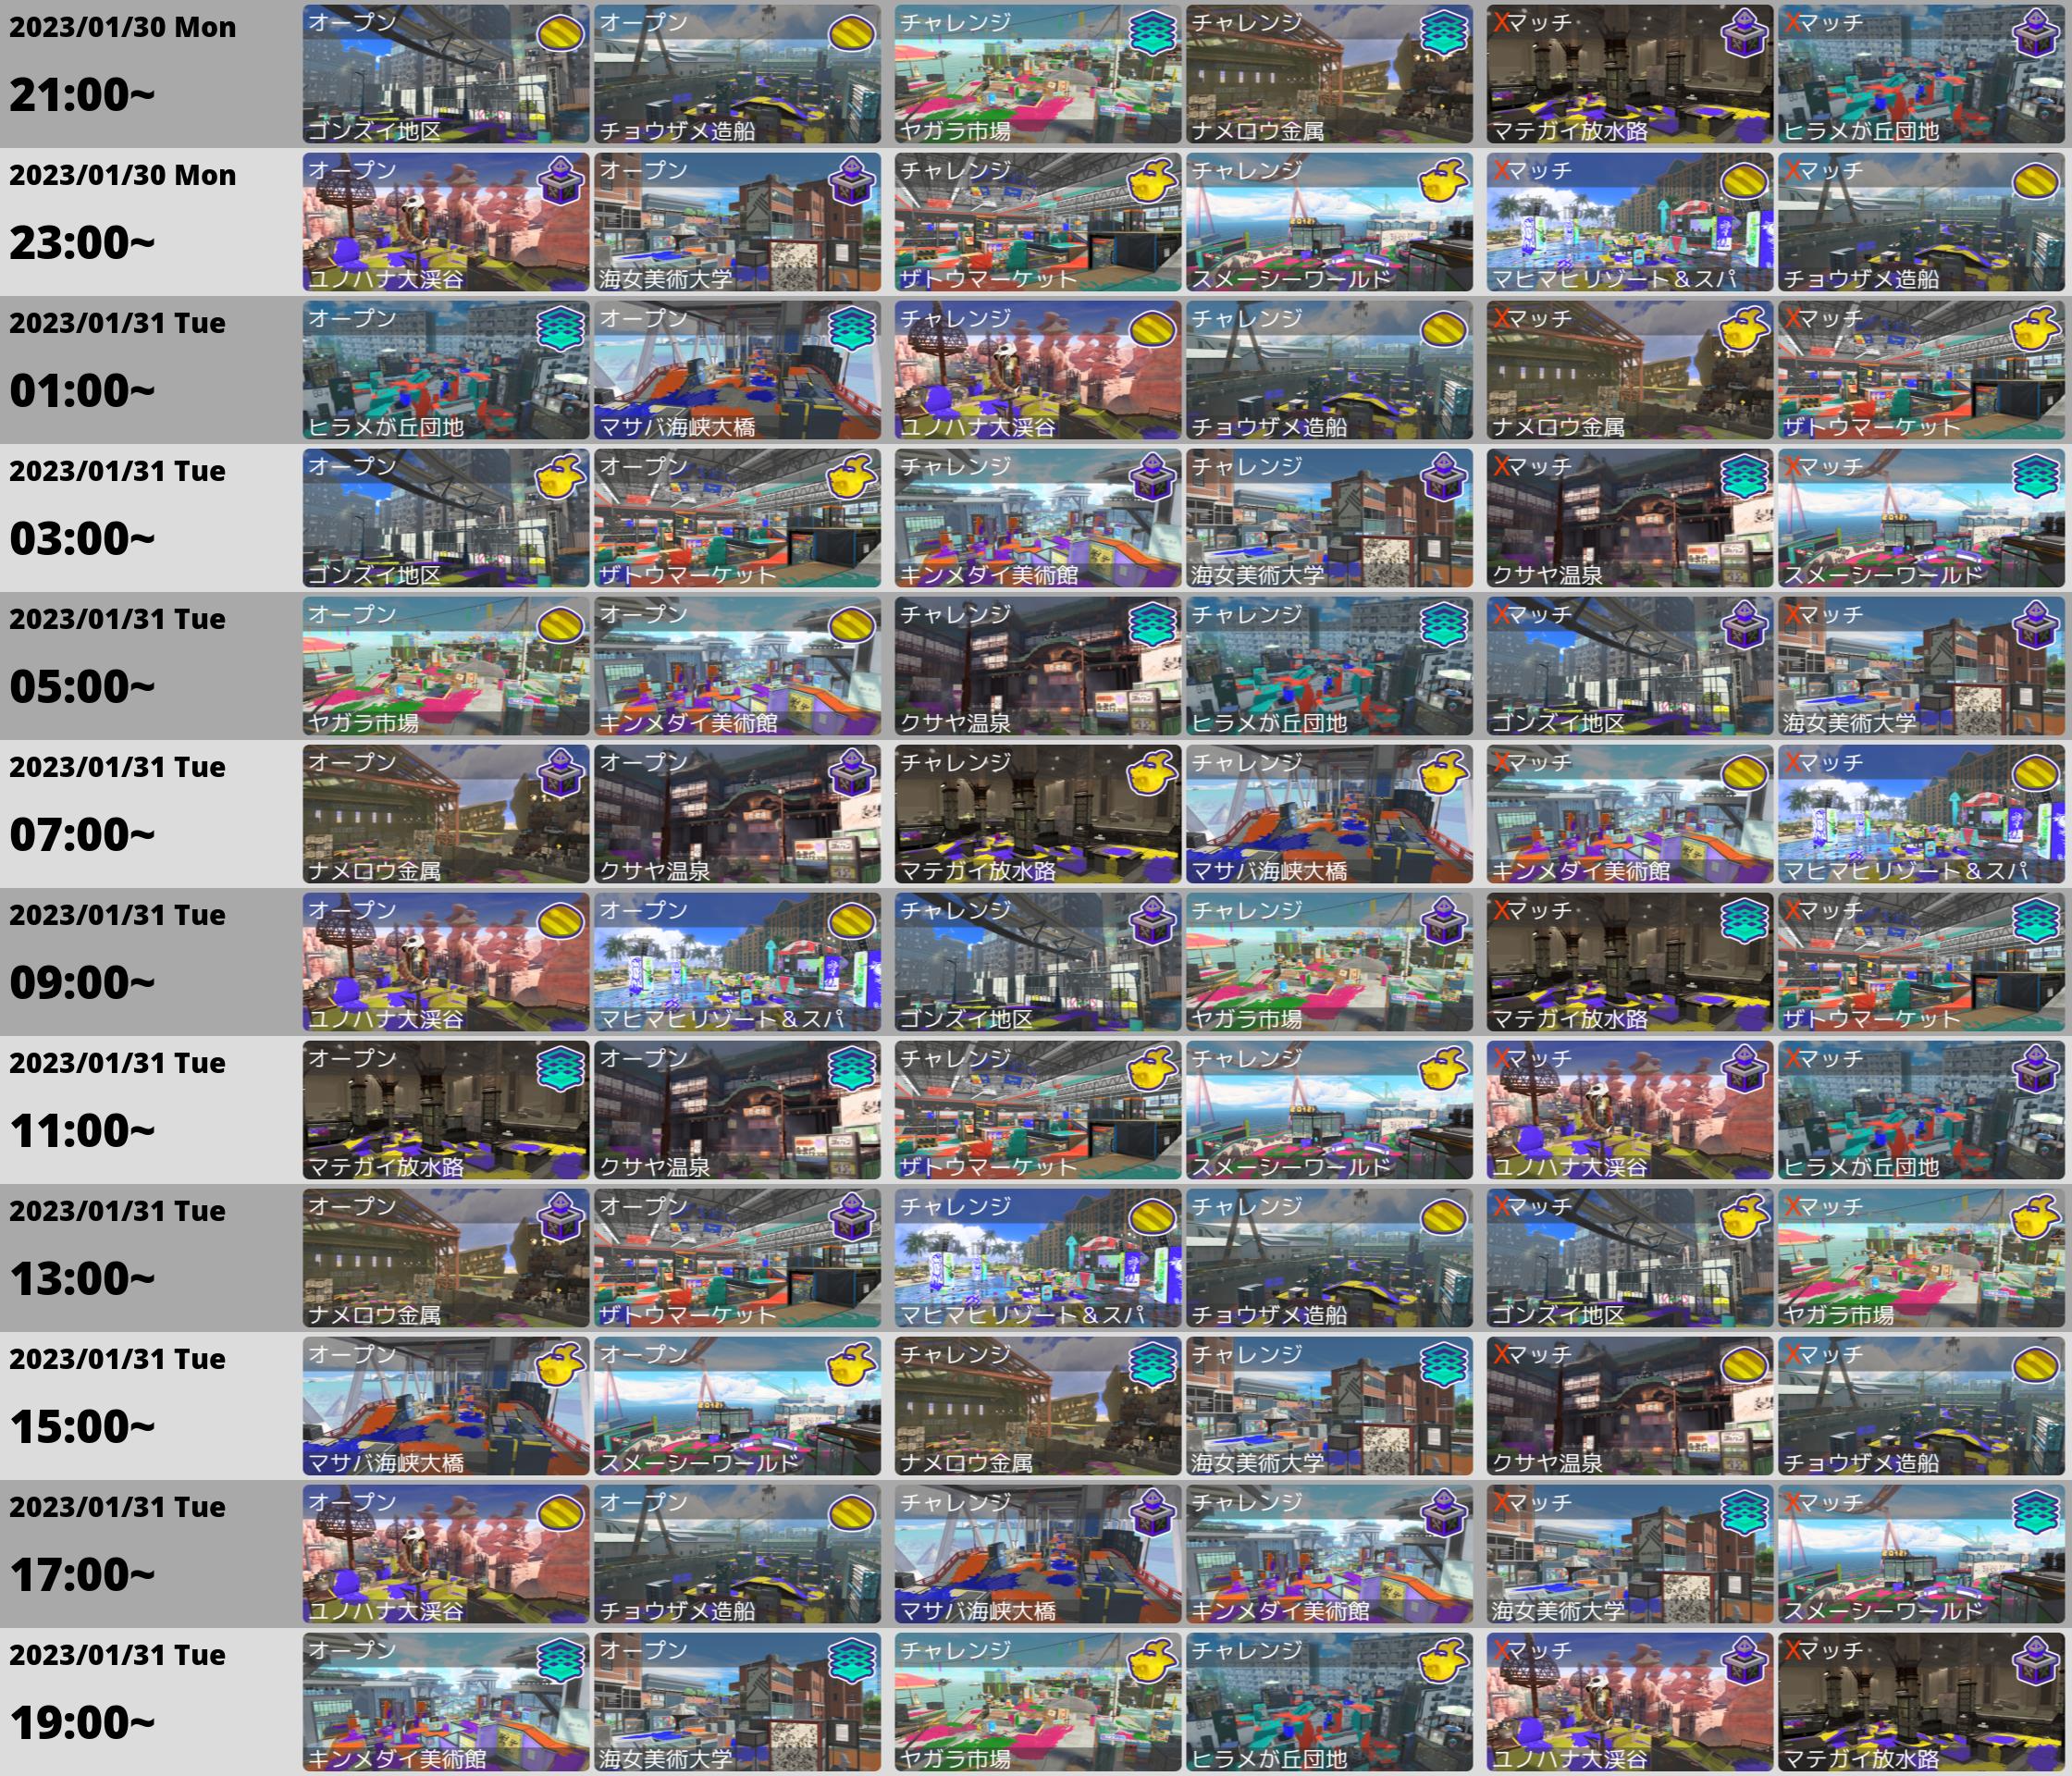 2023/01/30 Mon
21:00~
オープン オープン チャレンジ チャレンジ Xマッチ Xマッチ
ゴンズイ地区 チョウザメ造船 ヤガラ市場 ナメロウ金属 マテガイ放水路 ヒラメが丘団地
2023/01/30 Mon
23:00~
オープン オープン チャレンジ チャレンジ Xマッチ Xマッチ
ユノハナ大渓谷 海女美術大学 ザトウマーケット スメーシーワールド マヒマヒリゾート&スパ チョウザメ造船
2023/01/31 Tue
01:00~
オープン オープン チャレンジ チャレンジ Xマッチ Xマッチ
ヒラメが丘団地 マサバ海峡大橋 ユノハナ大渓谷 チョウザメ造船 ナメロウ金属 ザトウマーケット
2023/01/31 Tue
03:00~
オープン オープン チャレンジ チャレンジ Xマッチ Xマッチ
ゴンズイ地区 ザトウマーケット キンメダイ美術館 海女美術大学 クサヤ温泉 スメーシーワールド
2023/01/31 Tue
05:00~
オープン オープン チャレンジ チャレンジ Xマッチ Xマッチ
ヤガラ市場 キンメダイ美術館 クサヤ温泉 ヒラメが丘団地 ゴンズイ地区 海女美術大学
2023/01/31 Tue
07:00~
オープン オープン チャレンジ チャレンジ Xマッチ Xマッチ
ナメロウ金属 クサヤ温泉 マテガイ放水路 マサバ海峡大橋 キンメダイ美術館 マヒマヒリゾート&スパ
2023/01/31 Tue
09:00~
オープン オープン チャレンジ チャレンジ Xマッチ Xマッチ
ユノハナ大渓谷 マヒマヒリゾート&スパ ゴンズイ地区 ヤガラ市場 マテガイ放水路 ザトウマーケット
2023/01/31 Tue
11:00~
オープン オープン チャレンジ チャレンジ Xマッチ Xマッチ
マテガイ放水路 クサヤ温泉 ザトウマーケット スメーシーワールド ユノハナ大渓谷 ヒラメが丘団地
2023/01/31 Tue
13:00~
オープン オープン チャレンジ チャレンジ Xマッチ Xマッチ
ナメロウ金属 ザトウマーケット マヒマヒリゾート&スパ チョウザメ造船 ゴンズイ地区 ヤガラ市場
2023/01/31 Tue
15:00~
オープン オープン チャレンジ チャレンジ Xマッチ Xマッチ
マサバ海峡大橋 スメーシーワールド ナメロウ金属 海女美術大学 クサヤ温泉 チョウザメ造船
2023/01/31 Tue
17:00~
オープン オープン チャレンジ チャレンジ Xマッチ Xマッチ
ユノハナ大渓谷 チョウザメ造船 マサバ海峡大橋 キンメダイ美術館 海女美術大学 スメーシーワールド
2023/01/31 Tue
19:00~
オープン オープン チャレンジ チャレンジ Xマッチ Xマッチ
キンメダイ美術館 海女美術大学 ヤガラ市場 ヒラメが丘団地 ユノハナ大渓谷 マテガイ放水路